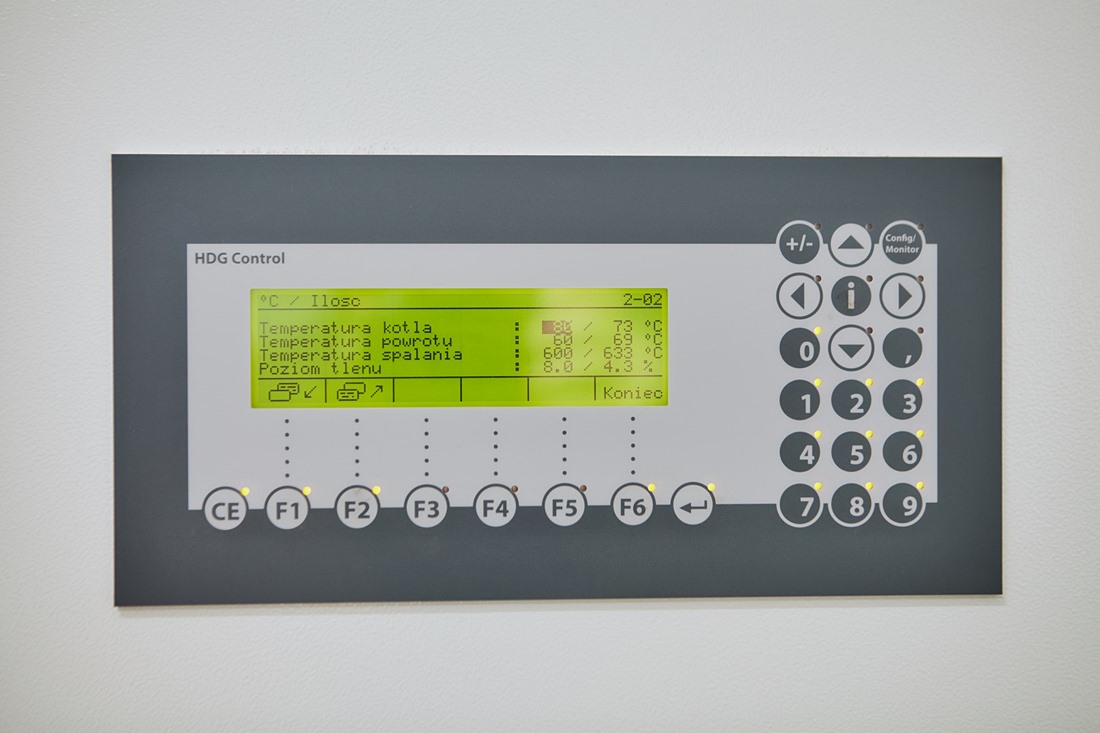 HDG Control
°C / Ilosc 2-02
Temperatura kotla : 80 / 73 °C
Temperatura powrotu : 60 / 69 °C
Temperatura spalania : 600 / 633 °C
Poziom tlenu : 8.0 / 4.3 %
Koniec
CE F1 F2 F3 F4 F5 F6
+/- Config/
Monitor
i
0 ,
1 2 3
4 5 6
7 8 9